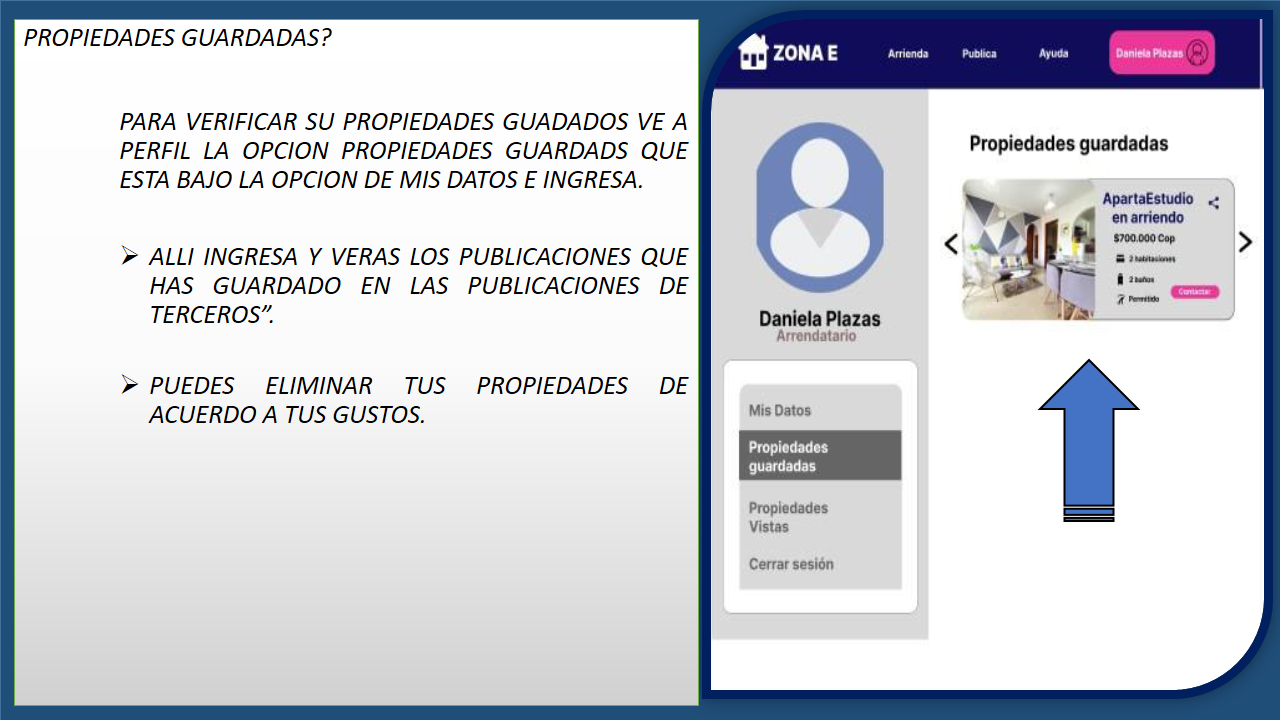 PROPIEDADES GUARDADAS?
PARA VERIFICAR SU PROPIEDADES GUADADOS VE A
PERFIL LA OPCION PROPIEDADES GUARDADS QUE
ESTA BAJO LA OPCION DE MIS DATOS E INGRESA.
ALLI INGRESA Y VERAS LOS PUBLICACIONES QUE
HAS GUARDADO EN LAS PUBLICACIONES DE
TERCEROS”.
PUEDES ELIMINAR TUS PROPIEDADES DE
ACUERDO A TUS GUSTOS.
ZONA E
Arrienda
Publica
Ayuda
Daniela Plazas
Daniela Plazas
Arrendatario
Mis Datos
Propiedades
guardadas
Propiedades
Vistas
Cerrar sesión
Propiedades guardadas
ApartaEstudio
en arriendo
$700.000 Cop
2 habitaciones
2 baños
Permitido
Contactar